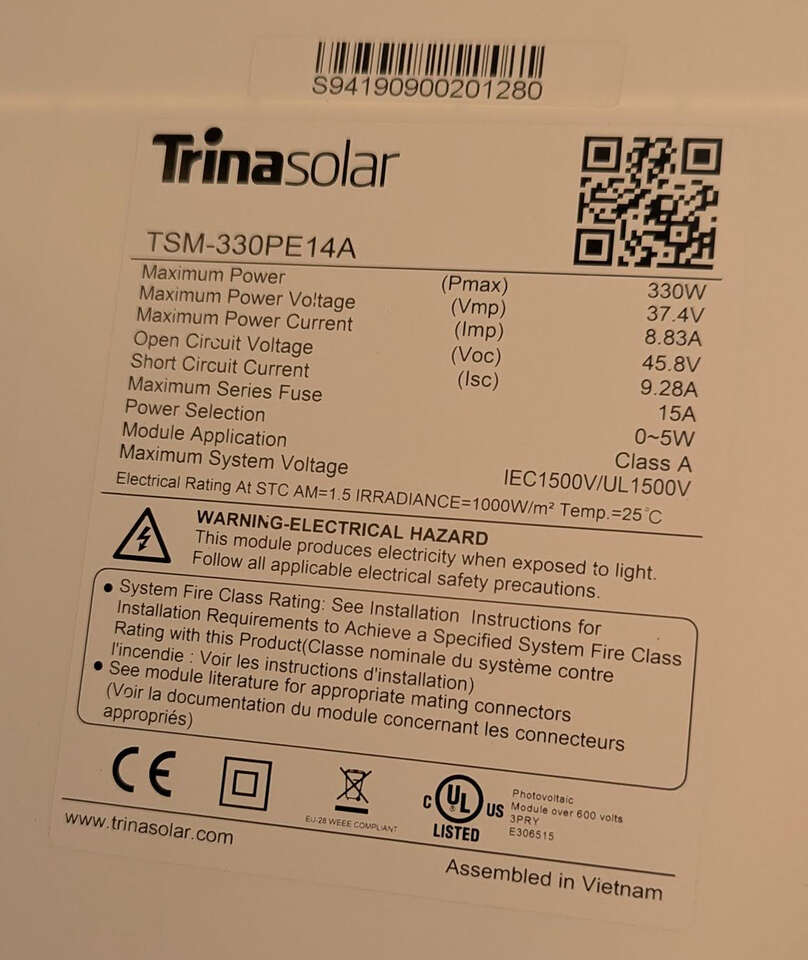 S94190900201280
Trinasolar
TSM-330PE14A
Maximum Power (Pmax) 330W
Maximum Power Voltage (Vmp) 37.4V
Maximum Power Current (Imp) 8.83A
Open Circuit Voltage (Voc) 45.8V
Short Circuit Current (Isc) 9.28A
Maximum Series Fuse 15A
Power Selection 0~5W
Module Application Class A
Maximum System Voltage IEC1500V/UL1500V
Electrical Rating At STC AM=1.5 IRRADIANCE=1000W/m² Temp.=25°C
WARNING-ELECTRICAL HAZARD
This module produces electricity when exposed to light.
Follow all applicable electrical safety precautions.
● System Fire Class Rating: See Installation Instructions for
Installation Requirements to Achieve a Specified System Fire Class
Rating with this Product(Classe nominale du système contre
l'incendie : Voir les instructions d'installation)
● See module literature for appropriate mating connectors
(Voir la documentation du module concernant les connecteurs
appropriés)
CE
EU-28 WEEE COMPLIANT
C UL US
LISTED
Photovoltaic
Module over 600 volts
3PRY
E306515
www.trinasolar.com
Assembled in Vietnam